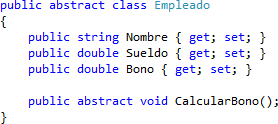 public abstract class Empleado
{
public string Nombre { get; set; }
public double Sueldo { get; set; }
public double Bono { get; set; }
public abstract void CalcularBono();
}